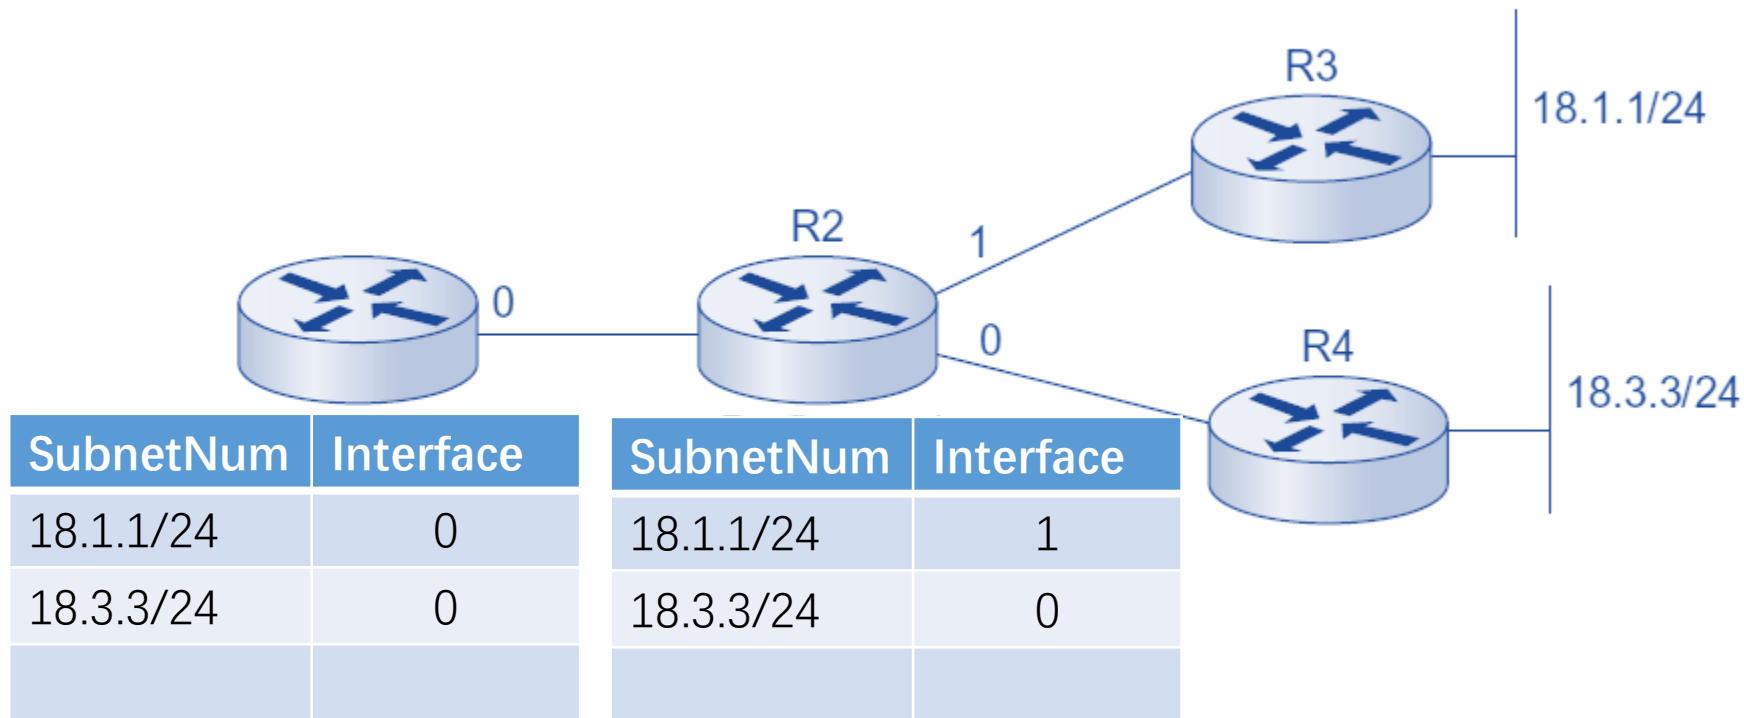 R3
18.1.1/24
R2
1
0
0
R4
18.3.3/24
SubnetNum Interface
18.1.1/24 0
18.3.3/24 0
SubnetNum Interface
18.1.1/24 1
18.3.3/24 0